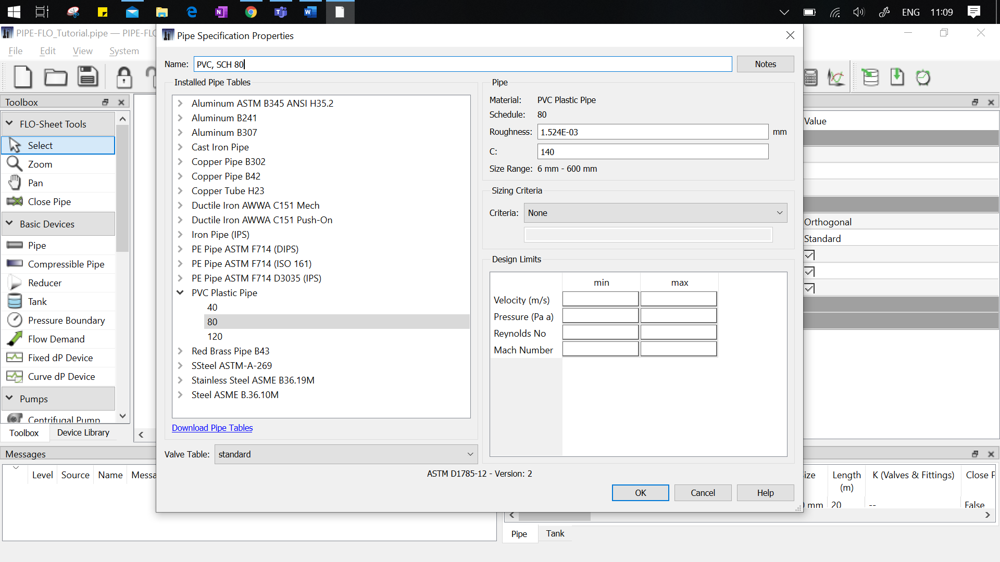 ENG 11:09
PIPE-FLO_Tutorial.pipe — PIPE-FLO
File Edit View System
Toolbox
FLO-Sheet Tools
Select
Zoom
Pan
Close Pipe
Basic Devices
Pipe
Compressible Pipe
Reducer
Tank
Pressure Boundary
Flow Demand
Fixed dP Device
Curve dP Device
Pumps
Centrifugal Pump
Toolbox Device Library
Pipe Specification Properties
Name: PVC, SCH 80 Notes
Installed Pipe Tables
Aluminum ASTM B345 ANSI H35.2
Aluminum B241
Aluminum B307
Cast Iron Pipe
Copper Pipe B302
Copper Pipe B42
Copper Tube H23
Ductile Iron AWWA C151 Mech
Ductile Iron AWWA C151 Push-On
Iron Pipe (IPS)
PE Pipe ASTM F714 (DIPS)
PE Pipe ASTM F714 (ISO 161)
PE Pipe ASTM F714 D3035 (IPS)
PVC Plastic Pipe
40
80
120
Red Brass Pipe B43
SSteel ASTM-A-269
Stainless Steel ASME B36.19M
Steel ASME B.36.10M
Download Pipe Tables
Valve Table: standard
Pipe
Material: PVC Plastic Pipe
Schedule: 80
Roughness: 1.524E-03 mm
C: 140
Size Range: 6 mm - 600 mm
Sizing Criteria
Criteria: None
Design Limits
min max
Velocity (m/s)
Pressure (Pa a)
Reynolds No
Mach Number
ASTM D1785-12 - Version: 2
OK Cancel Help
Value
Orthogonal
Standard
Messages
Level Source Name Messa
ize Length (m) K (Valves & Fittings) Close P
0 mm 20 -- False
Pipe Tank